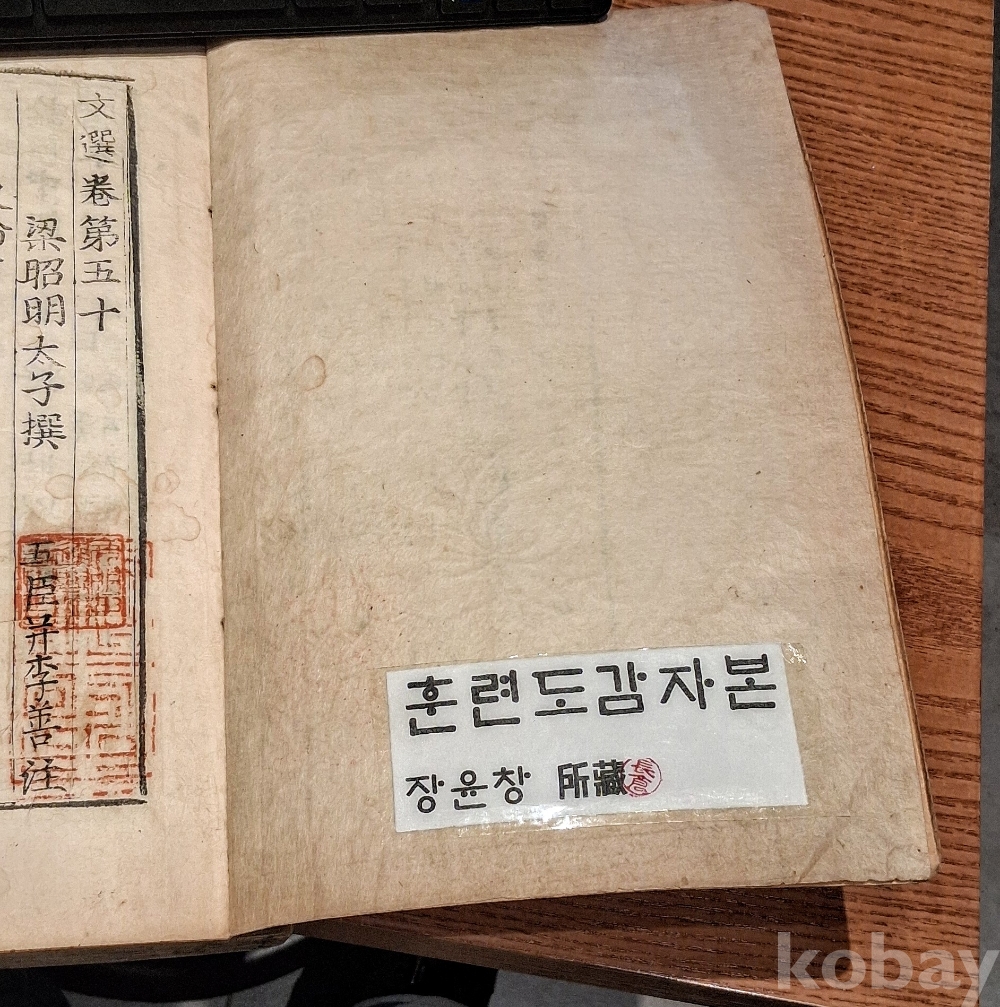 文選卷第五十
梁昭明太子撰
五臣并李善注
훈련도감자본
장윤창 所藏
kobay